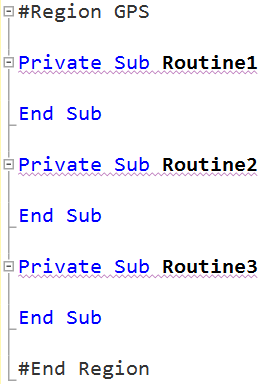 #Region GPS
Private Sub Routine1
End Sub
Private Sub Routine2
End Sub
Private Sub Routine3
End Sub
#End Region